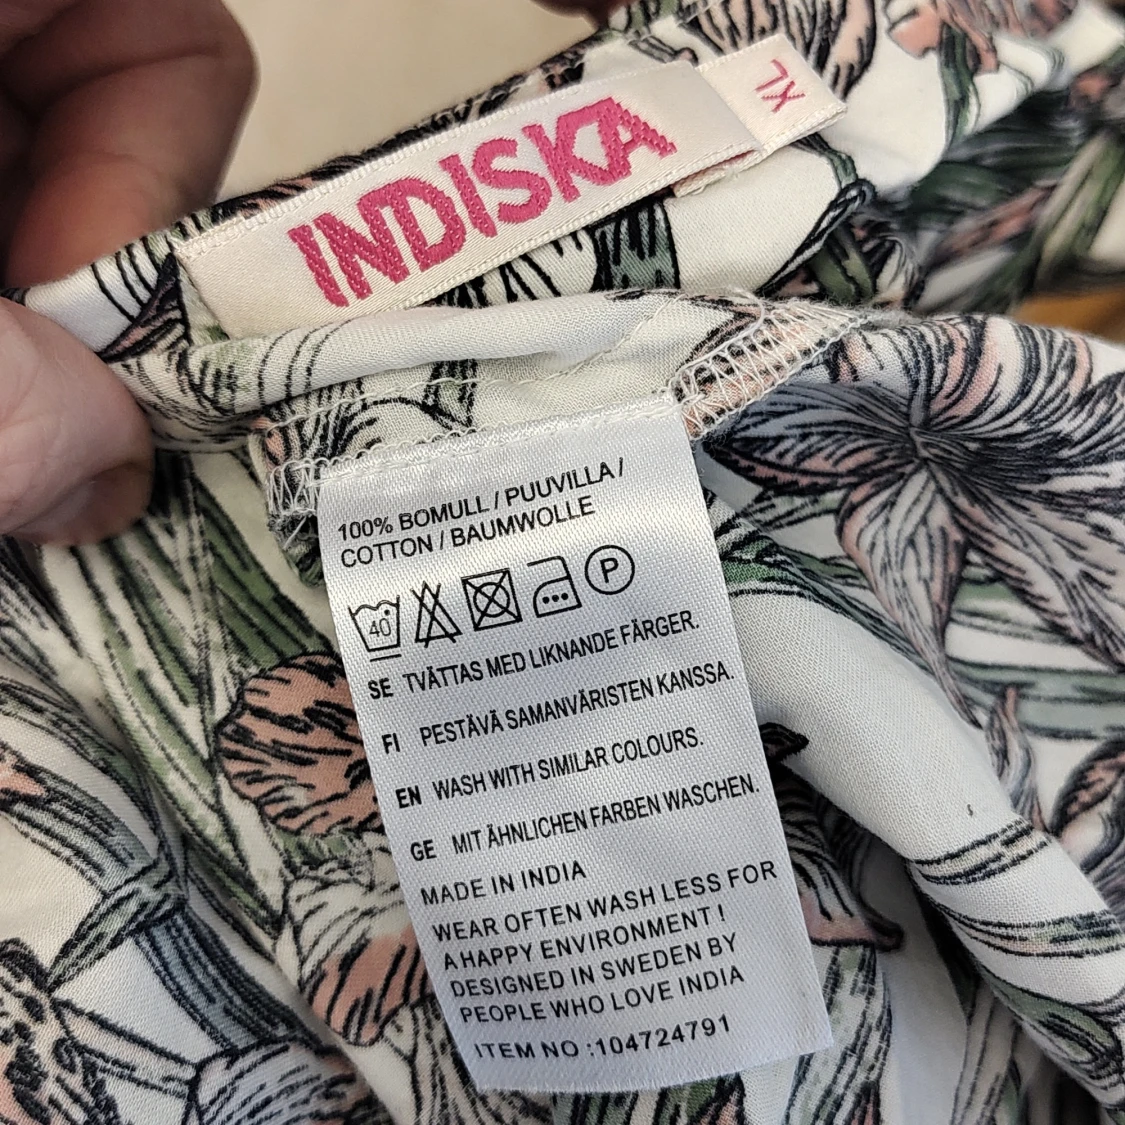 INDISKA
XL
100% BOMULL / PUUVILLA /
COTTON / BAUMWOLLE
40° P
SE TVÄTTAS MED LIKNANDE FÄRGER.
FI PESTÄVÄ SAMANVÄRISTEN KANSSA.
EN WASH WITH SIMILAR COLOURS.
GE MIT ÄHNLICHEN FARBEN WASCHEN.
MADE IN INDIA
WEAR OFTEN WASH LESS FOR
A HAPPY ENVIRONMENT !
DESIGNED IN SWEDEN BY
PEOPLE WHO LOVE INDIA
ITEM NO :104724791